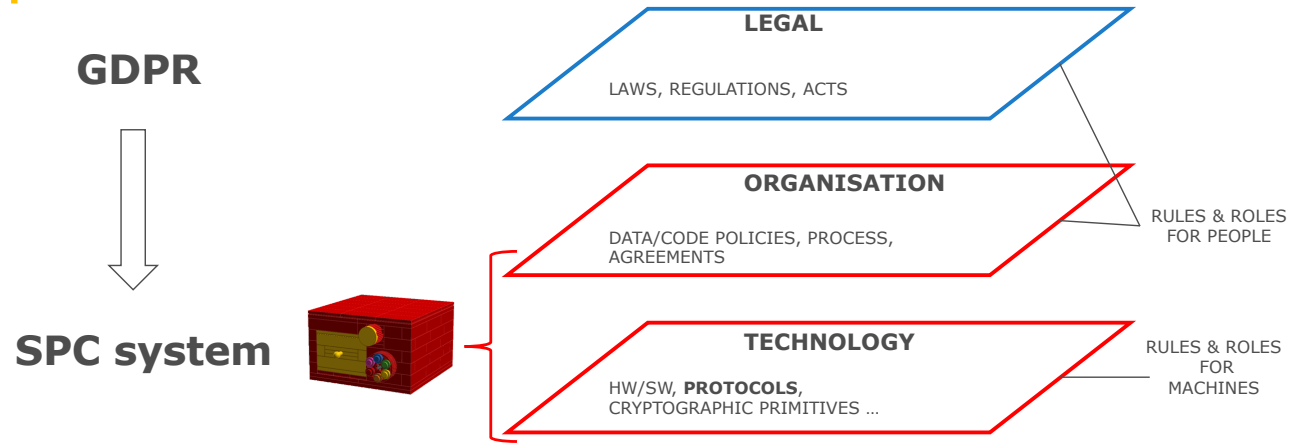 GDPR
SPC system
LEGAL
LAWS, REGULATIONS, ACTS
ORGANISATION
DATA/CODE POLICIES, PROCESS,
AGREEMENTS
TECHNOLOGY
HW/SW, PROTOCOLS,
CRYPTOGRAPHIC PRIMITIVES …
RULES & ROLES
FOR PEOPLE
RULES & ROLES
FOR
MACHINES